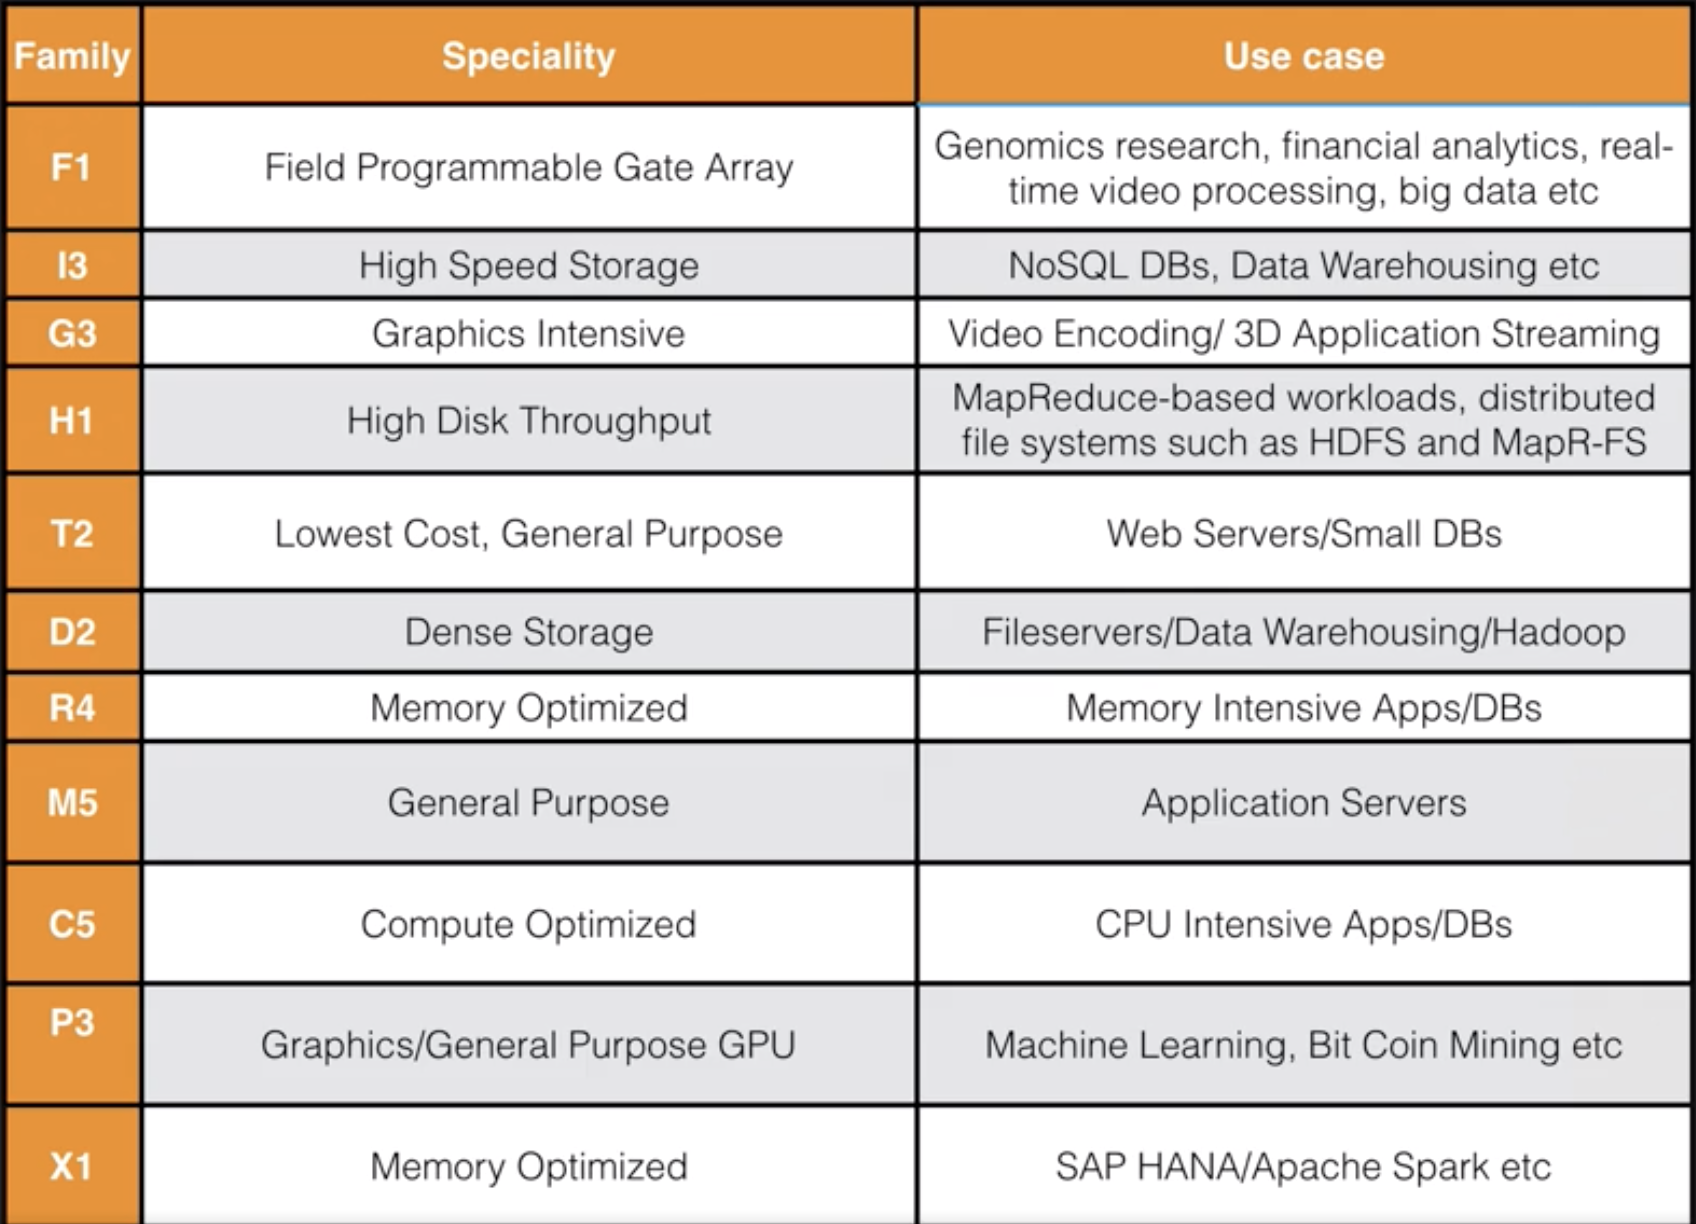 Family Speciality Use case
F1 Field Programmable Gate Array Genomics research, financial analytics, real-
time video processing, big data etc
I3 High Speed Storage NoSQL DBs, Data Warehousing etc
G3 Graphics Intensive Video Encoding/ 3D Application Streaming
H1 High Disk Throughput MapReduce-based workloads, distributed
file systems such as HDFS and MapR-FS
T2 Lowest Cost, General Purpose Web Servers/Small DBs
D2 Dense Storage Fileservers/Data Warehousing/Hadoop
R4 Memory Optimized Memory Intensive Apps/DBs
M5 General Purpose Application Servers
C5 Compute Optimized CPU Intensive Apps/DBs
P3 Graphics/General Purpose GPU Machine Learning, Bit Coin Mining etc
X1 Memory Optimized SAP HANA/Apache Spark etc